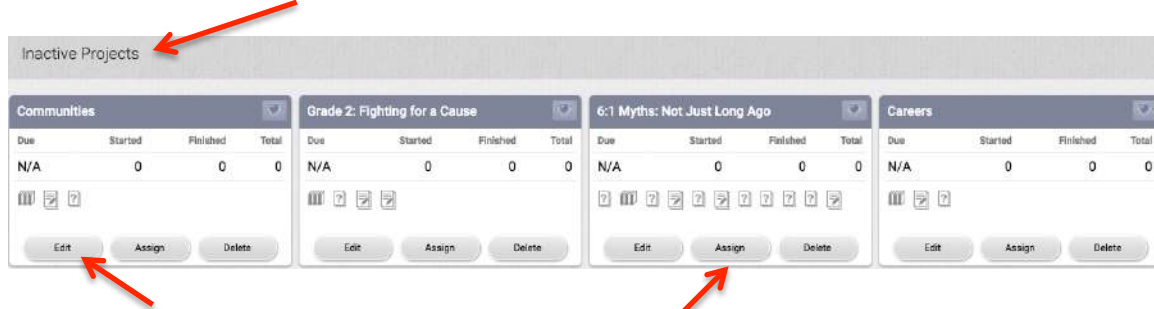 Inactive Projects
Communities
Due Started Finished Total
N/A 0 0 0
Edit Assign Delete
Grade 2: Fighting for a Cause
Due Started Finished Total
N/A 0 0 0
Edit Assign Delete
6:1 Myths: Not Just Long Ago
Due Started Finished Total
N/A 0 0 0
Edit Assign Delete
Careers
Due Started Finished Total
N/A 0 0 0
Edit Assign Delete